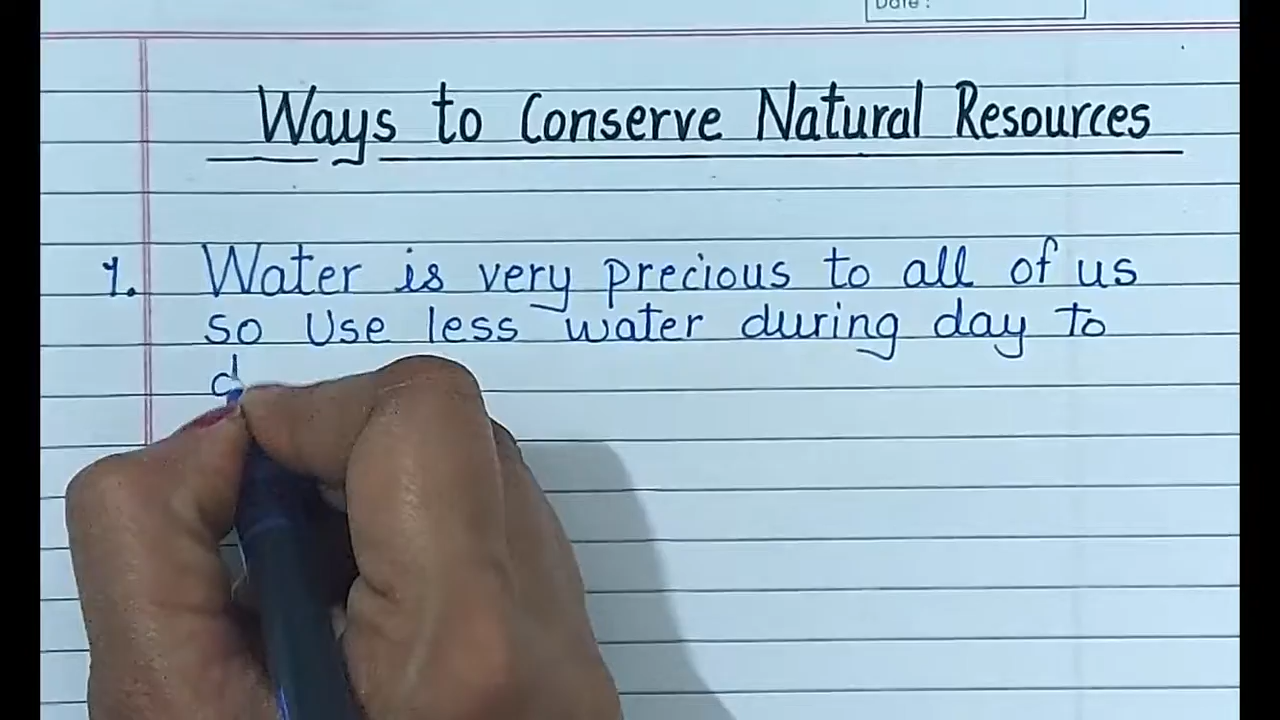 Date :
Ways to Conserve Natural Resources
1. Water is very precious to all of us
so Use less water during day to
d